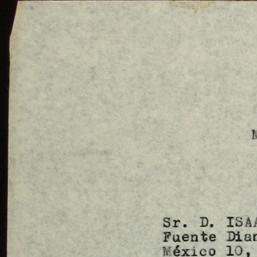 Sr. D. ISAA
Fuente Dian
México 10,